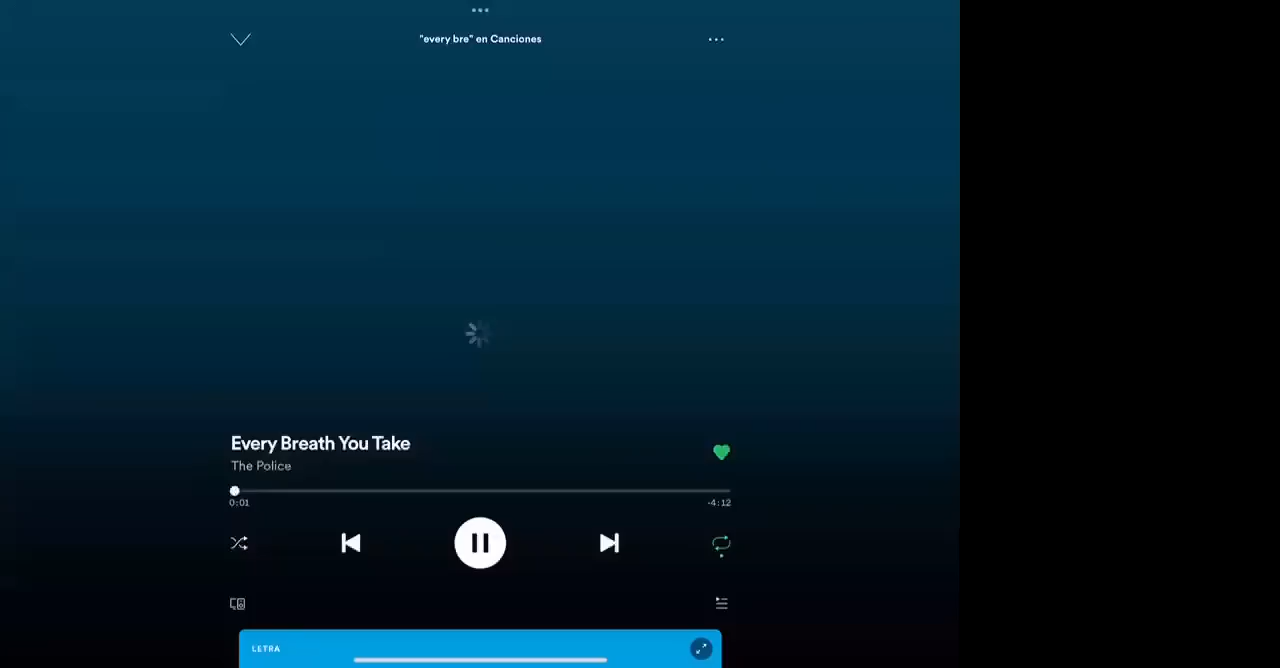 "every bre" en Canciones
Every Breath You Take
The Police
0:01
-4:12
LETRA